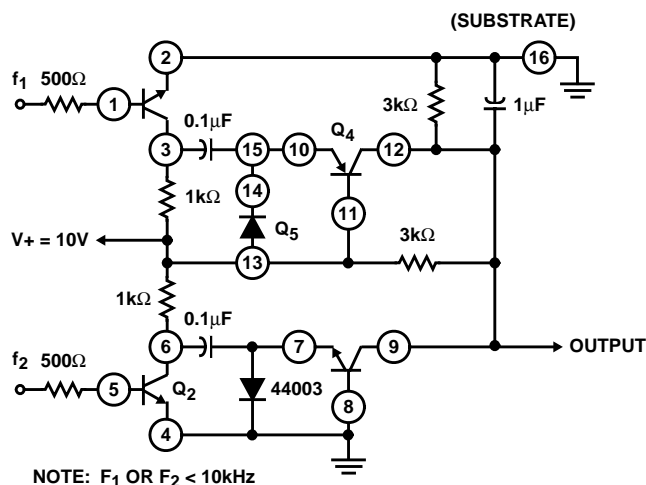 (SUBSTRATE)
2
16
f1 500Ω
1
3kΩ
1μF
0.1μF
Q4
3
15
10
12
14
1kΩ
11
Q5
V+ = 10V
3kΩ
13
1kΩ
0.1μF
6
7
9
OUTPUT
f2 500Ω
5
Q2
44003
8
4
NOTE: F1 OR F2 < 10kHz